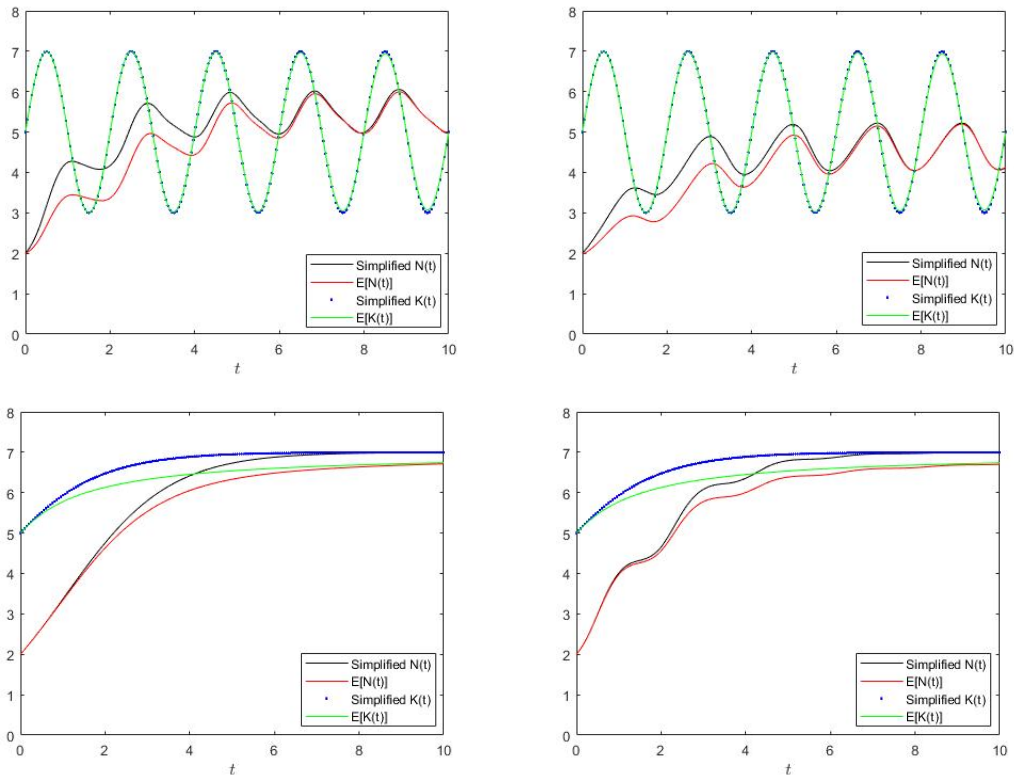 8
7
6
5
4
3
2
1
0
0 2 4 6 8 10
t
Simplified N(t)
E[N(t)]
Simplified K(t)
E[K(t)]
8
7
6
5
4
3
2
1
0
0 2 4 6 8 10
t
Simplified N(t)
E[N(t)]
Simplified K(t)
E[K(t)]
8
7
6
5
4
3
2
1
0
0 2 4 6 8 10
t
Simplified N(t)
E[N(t)]
Simplified K(t)
E[K(t)]
8
7
6
5
4
3
2
1
0
0 2 4 6 8 10
t
Simplified N(t)
E[N(t)]
Simplified K(t)
E[K(t)]